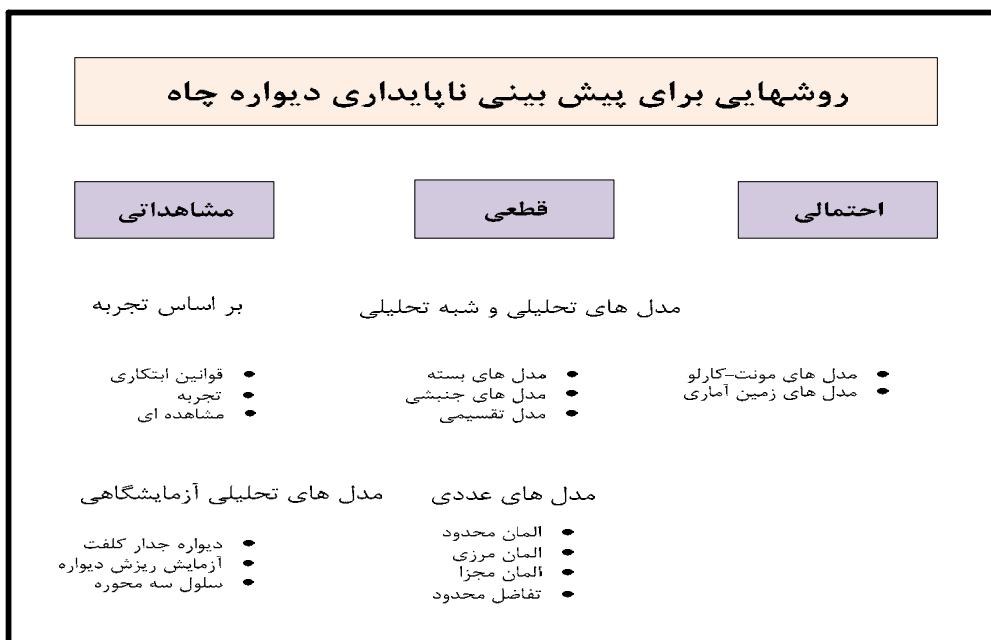 روشهایی برای پیش بینی ناپایداری دیواره چاه
احتمالی
مدل های مونت-کارلو
مدل های زمین آماری
قطعی
مدل های تحلیلی و شبه تحلیلی
مدل های بسته
مدل های جنبشی
مدل تقسیمی
مدل های عددی
المان محدود
المان مرزی
المان مجزا
تفاضل محدود
مشاهداتی
بر اساس تجربه
قوانین ابتکاری
تجربه
مشاهده ای
مدل های تحلیلی آزمایشگاهی
دیواره جدار کلفت
آزمایش ریزش دیواره
سلول سه محوره